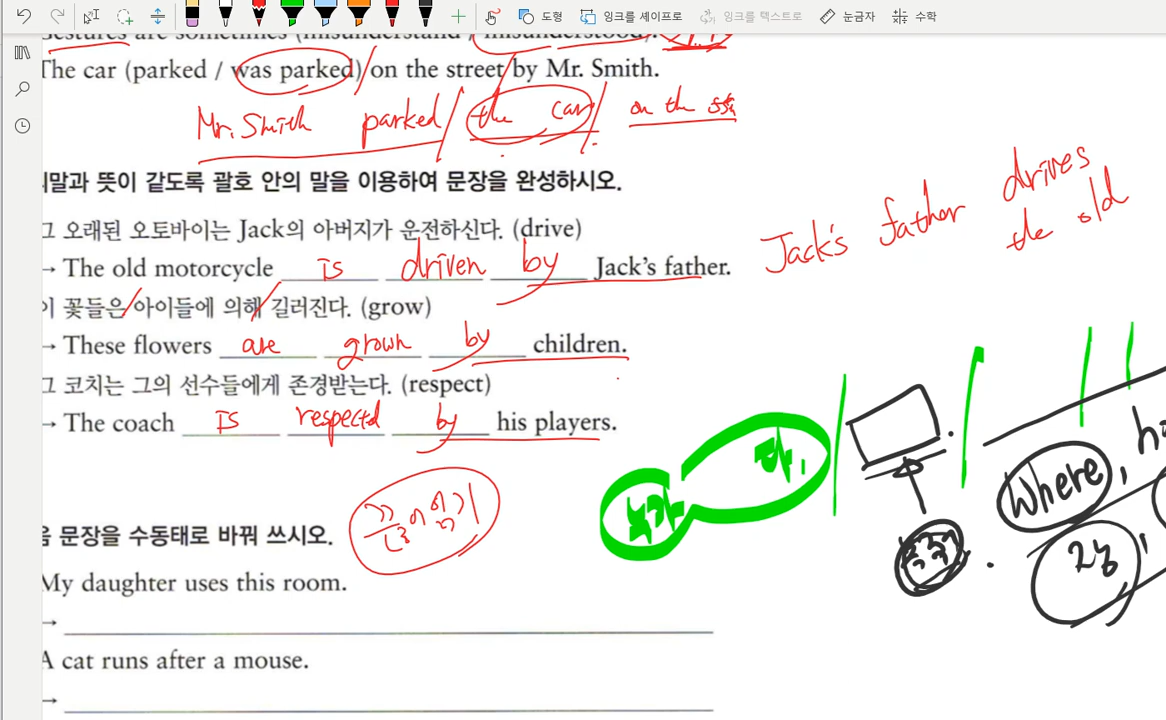 도형 잉크를 셰이프로 잉크를 텍스트로 눈금자 수학
gestures are sometimes (misunderstand / misunderstood).
The car (parked / was parked) on the street by Mr. Smith.
Mr. Smith parked / the car / on the
말과 뜻이 같도록 괄호 안의 말을 이용하여 문장을 완성하시오.
그 오래된 오토바이는 Jack의 아버지가 운전하신다. (drive)
→ The old motorcycle is driven by Jack's father.
Jack's father drives
the old
이 꽃들은 아이들에 의해 길러진다. (grow)
→ These flowers are grown by children.
그 코치는 그의 선수들에게 존경받는다. (respect)
→ The coach is respected by his players.
Where,
음 문장을 수동태로 바꿔 쓰시오.
My daughter uses this room.
→
A cat runs after a mouse.
→